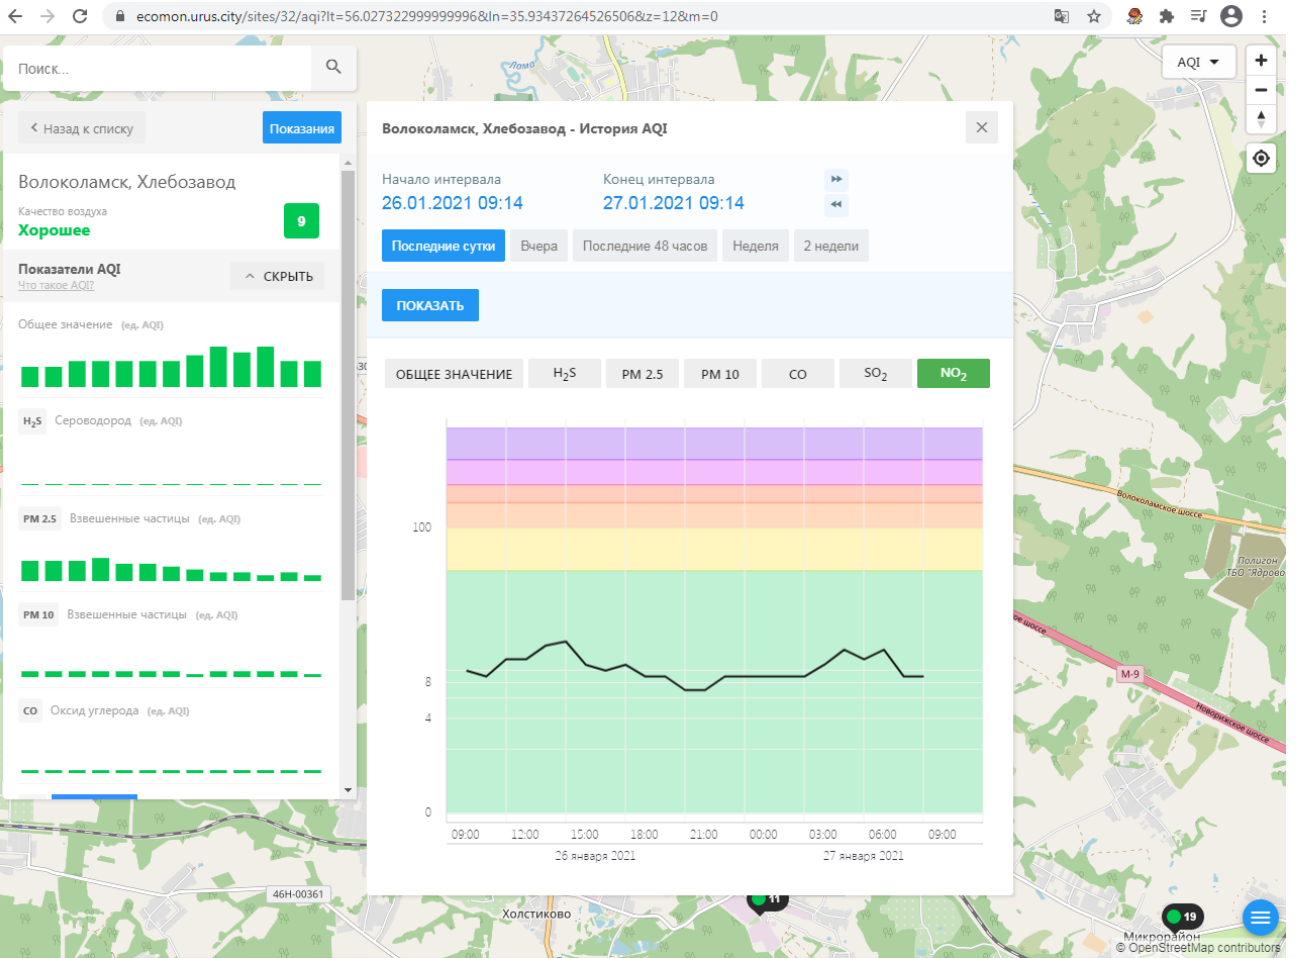 ecomon.urus.city/sites/32/aqi?lt=56.027322999999996&ln=35.93437264526506&z=12&m=0
Поиск...
Лама
AQI
Назад к списку
Показания
Волоколамск, Хлебозавод - История AQI
Волоколамск, Хлебозавод
Качество воздуха
Хорошее
9
Показатели AQI
Что такое AQI?
СКРЫТЬ
Общее значение (ед. AQI)
H₂S Сероводород (ед. AQI)
PM 2.5 Взвешенные частицы (ед. AQI)
PM 10 Взвешенные частицы (ед. AQI)
CO Оксид углерода (ед. AQI)
Начало интервала
Конец интервала
26.01.2021 09:14
27.01.2021 09:14
Последние сутки
Вчера
Последние 48 часов
Неделя
2 недели
ПОКАЗАТЬ
ОБЩЕЕ ЗНАЧЕНИЕ
H₂S
PM 2.5
PM 10
CO
SO₂
NO₂
100
8
4
0
09:00 12:00 15:00 18:00 21:00 00:00 03:00 06:00 09:00
26 января 2021
27 января 2021
Волоколамское шоссе
Полигон
ТБО "Ядрово
М-9
Новорижское шоссе
46Н-00361
Холстиково
11
19
Микрорайон
© OpenStreetMap contributors